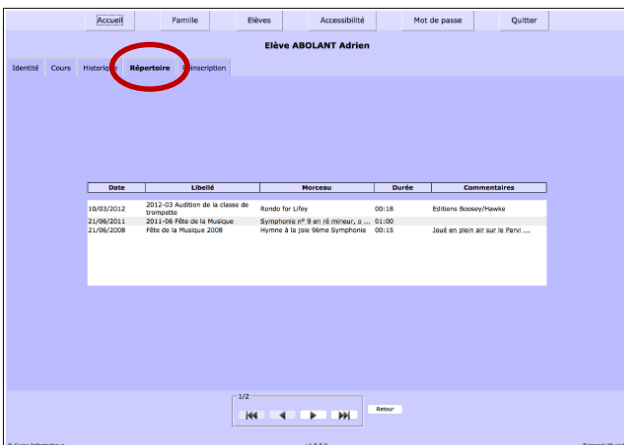 Accueil Famille Elèves Accessibilité Mot de passe Quitter
Elève ABOLANT Adrien
Identité Cours Historique Répertoire Réinscription
Date Libellé Morceau Durée Commentaires
10/03/2012 2012-03 Audition de la classe de trompette Rondo for Lifey 00:18 Editions Boosey/Hawke
21/06/2011 2011-06 Fête de la Musique Symphonie n° 9 en ré mineur, o ... 01:00
21/06/2008 Fête de la Musique 2008 Hymne à la joie 9ème Symphonie 00:15 Joué en plein air sur le Parvi ...
1/2
Retour